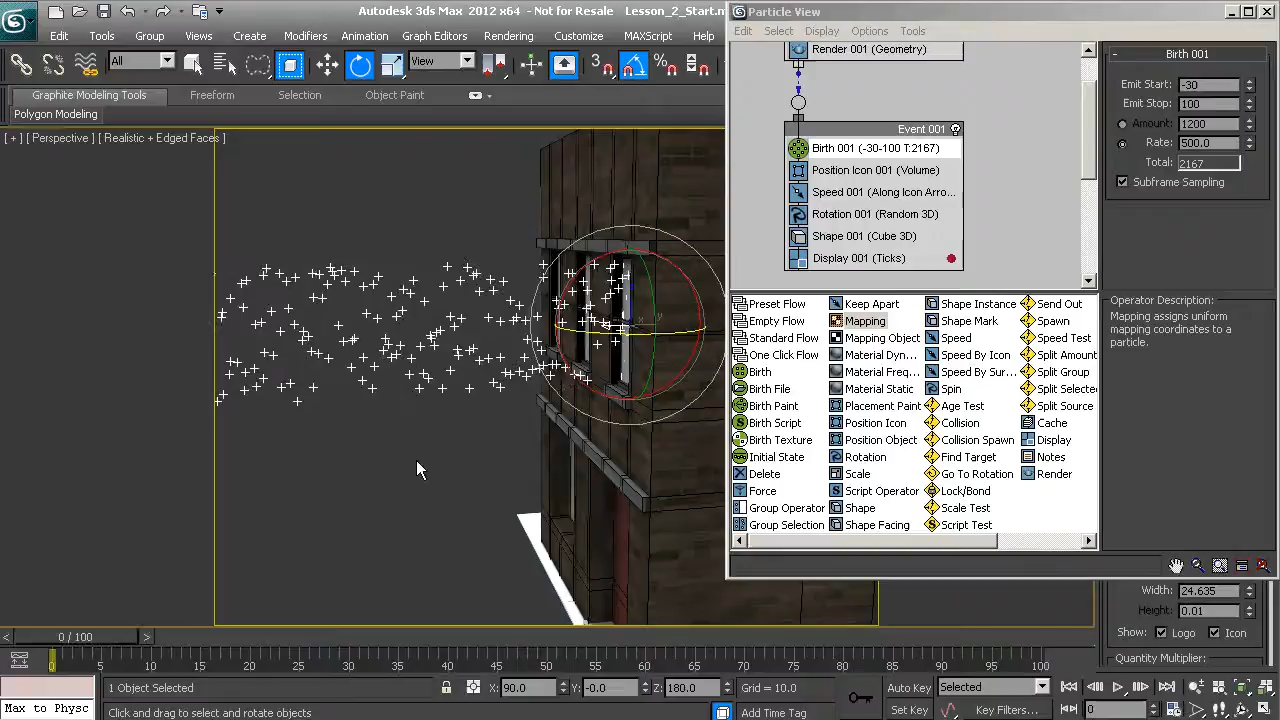 Autodesk 3ds Max 2012 x64 - Not for Resale Lesson_2_Start.m
Edit Tools Group Views Create Modifiers Animation Graph Editors Rendering Customize MAXScript Help
All View
Graphite Modeling Tools Freeform Selection Object Paint
Polygon Modeling
[ + ] [ Perspective ] [ Realistic + Edged Faces ]
Particle View
Edit Select Display Options Tools
Render 001 (Geometry)
Event 001
Birth 001 (-30-100 T:2167)
Position Icon 001 (Volume)
Speed 001 (Along Icon Arro...
Rotation 001 (Random 3D)
Shape 001 (Cube 3D)
Display 001 (Ticks)
Birth 001
Emit Start: -30
Emit Stop: 100
Amount: 1200
Rate: 500.0
Total: 2167
Subframe Sampling
Preset Flow Keep Apart Shape Instance Send Out
Empty Flow Mapping Shape Mark Spawn
Standard Flow Mapping Object Speed Speed Test
One Click Flow Material Dyn... Speed By Icon Split Amount
Birth Material Freq... Speed By Sur... Split Group
Birth File Material Static Spin Split Selected
Birth Paint Placement Paint Age Test Split Source
Birth Script Position Icon Collision Cache
Birth Texture Position Object Collision Spawn Display
Initial State Rotation Find Target Notes
Delete Scale Go To Rotation Render
Force Script Operator Lock/Bond
Group Operator Shape Scale Test
Group Selection Shape Facing Script Test
Operator Description:
Mapping assigns uniform
mapping coordinates to a
particle.
Width: 24.635
Height: 0.01
Show: Logo Icon
Quantity Multiplier:
0 / 100
0 5 10 15 20 25 30 35 40 45 50 55 60 65 70 75 80 85 90 95 100
1 Object Selected X: 90.0 Y: -0.0 Z: 180.0 Grid = 10.0 Auto Key Selected
Max to Physc Click and drag to select and rotate objects Add Time Tag Set Key Key Filters... 0